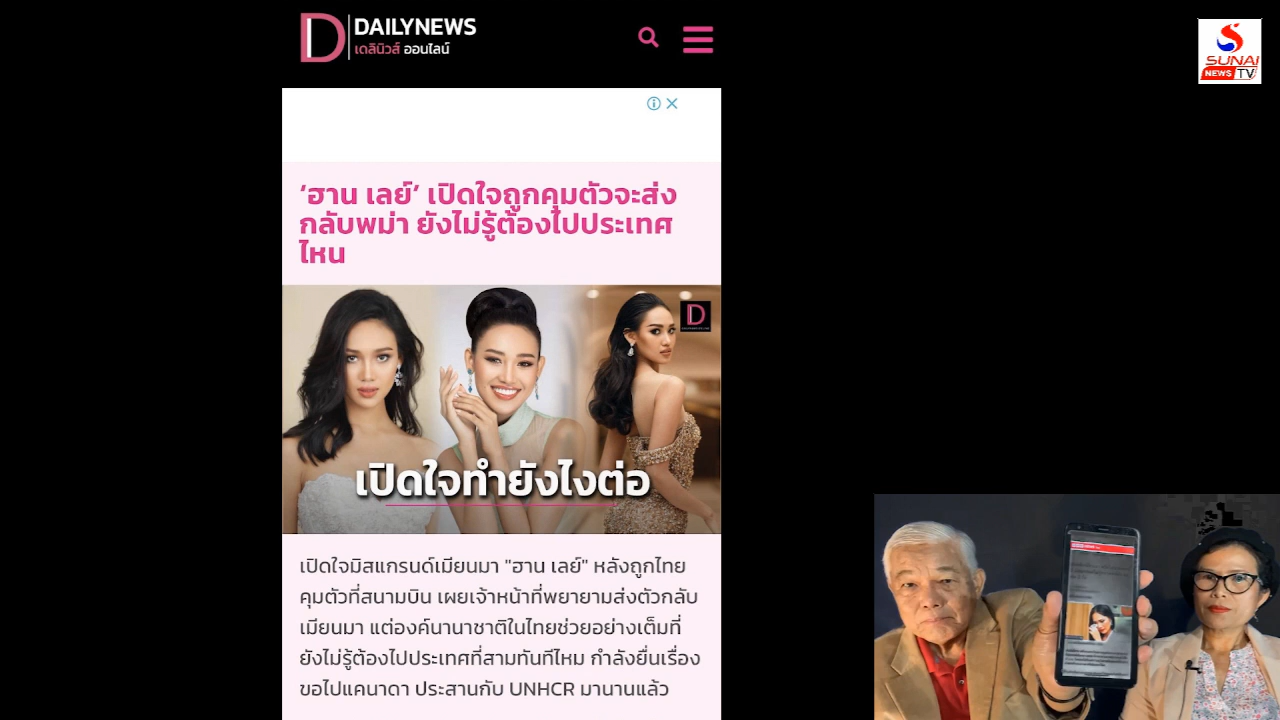 DAILYNEWS
เดลินิวส์ ออนไลน์
SUNAI
NEWS TV
‘ฮาน เลย์’ เปิดใจถูกคุมตัวจะส่ง
กลับพม่า ยังไม่รู้ต้องไปประเทศ
ไหน
เปิดใจทำยังไงต่อ
เปิดใจมิสแกรนด์เมียนมา "ฮาน เลย์" หลังถูกไทย
คุมตัวที่สนามบิน เผยเจ้าหน้าที่พยายามส่งตัวกลับ
เมียนมา แต่องค์นานาชาติในไทยช่วยอย่างเต็มที่
ยังไม่รู้ต้องไปประเทศที่สามทันทีไหม กำลังยื่นเรื่อง
ขอไปแคนาดา ประสานกับ UNHCR มานานแล้ว